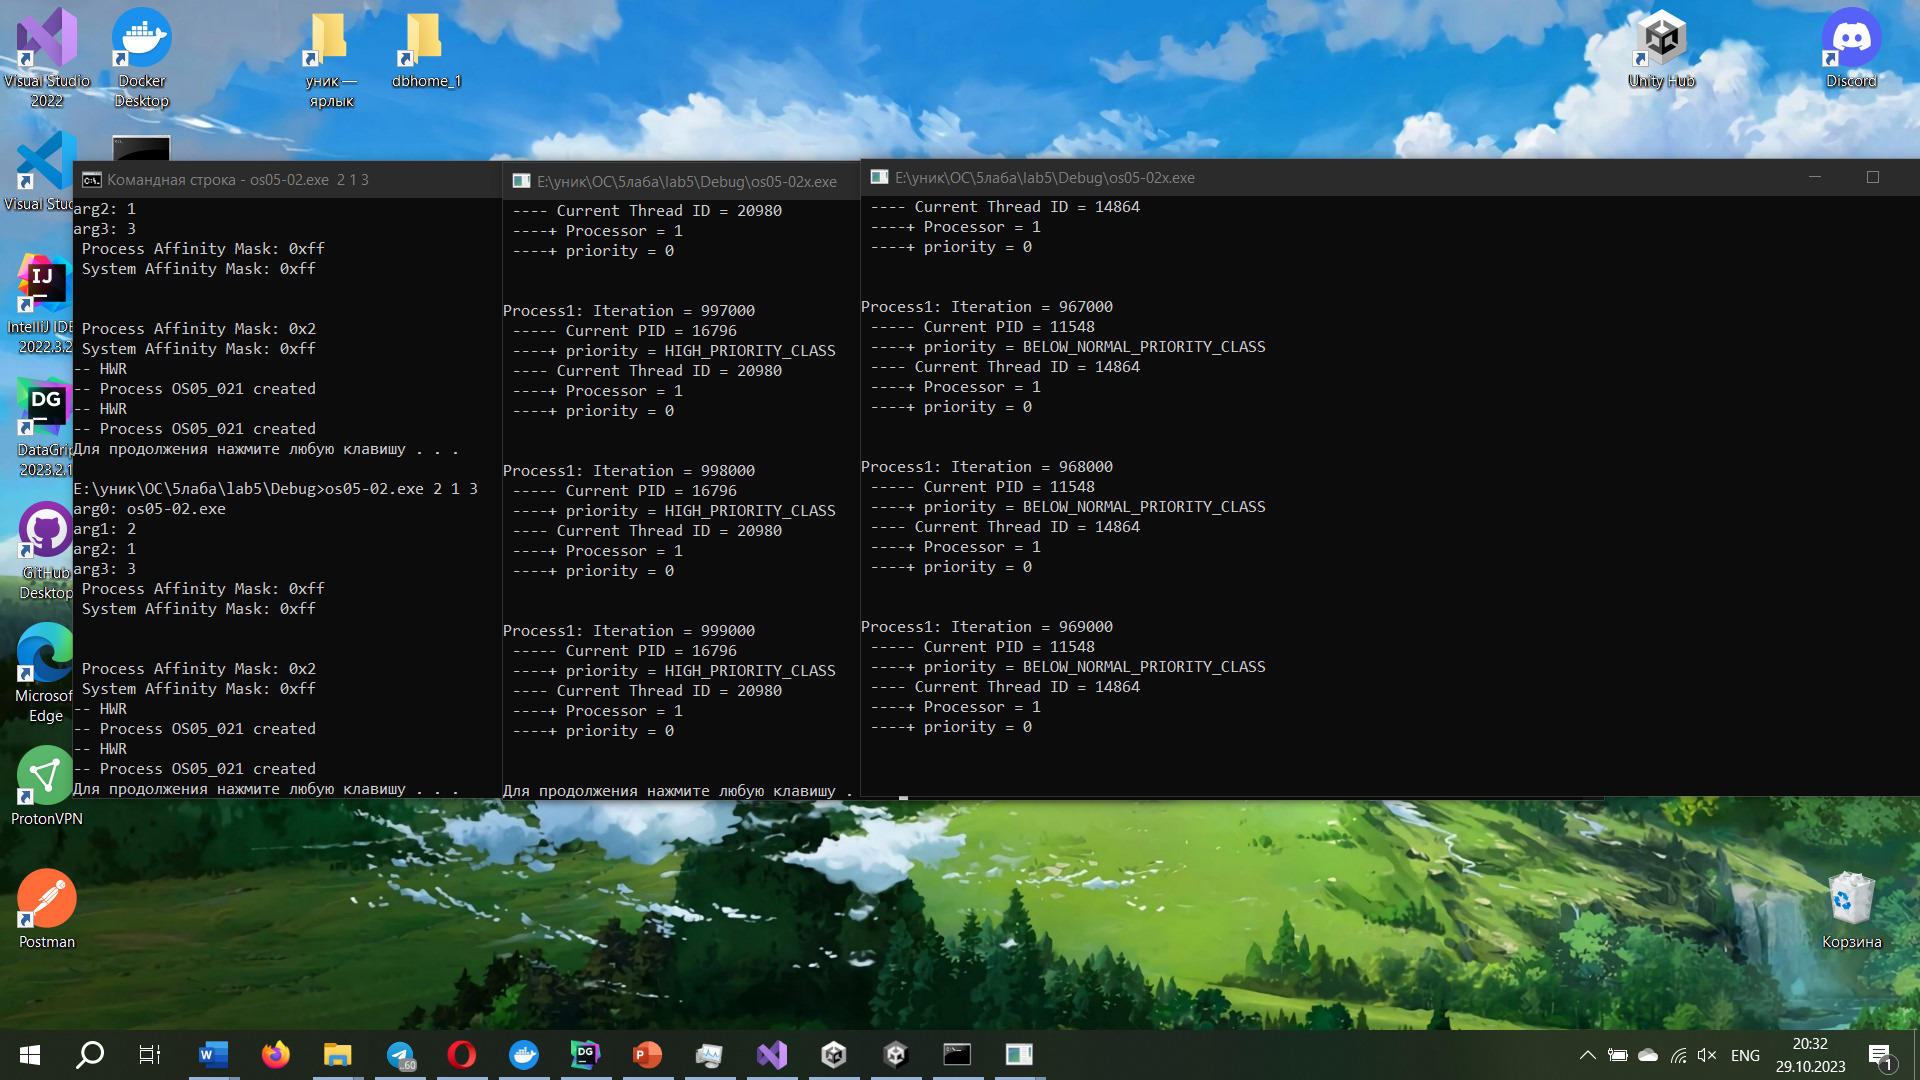 Visual Studio 2022
Docker Desktop
уник — ярлык
dbhome_1
Unity Hub
Discord
Visual Stud
IntelliJ IDE
2022.3.2
DataGrip
2023.2.1
GitHub Desktop
Microsof
Edge
ProtonVPN
Postman
Корзина
Командная строка - os05-02.exe 2 1 3
arg2: 1
arg3: 3
Process Affinity Mask: 0xff
System Affinity Mask: 0xff
Process Affinity Mask: 0x2
System Affinity Mask: 0xff
-- HWR
-- Process OS05_021 created
-- HWR
-- Process OS05_021 created
Для продолжения нажмите любую клавишу . . .
E:\уник\ОС\5лаба\lab5\Debug>os05-02.exe 2 1 3
arg0: os05-02.exe
arg1: 2
arg2: 1
arg3: 3
Process Affinity Mask: 0xff
System Affinity Mask: 0xff
Process Affinity Mask: 0x2
System Affinity Mask: 0xff
-- HWR
-- Process OS05_021 created
-- HWR
-- Process OS05_021 created
Для продолжения нажмите любую клавишу . . .
E:\уник\ОС\5лаба\lab5\Debug\os05-02x.exe
---- Current Thread ID = 20980
----+ Processor = 1
----+ priority = 0
Process1: Iteration = 997000
----- Current PID = 16796
----+ priority = HIGH_PRIORITY_CLASS
---- Current Thread ID = 20980
----+ Processor = 1
----+ priority = 0
Process1: Iteration = 998000
----- Current PID = 16796
----+ priority = HIGH_PRIORITY_CLASS
---- Current Thread ID = 20980
----+ Processor = 1
----+ priority = 0
Process1: Iteration = 999000
----- Current PID = 16796
----+ priority = HIGH_PRIORITY_CLASS
---- Current Thread ID = 20980
----+ Processor = 1
----+ priority = 0
Для продолжения нажмите любую клавишу .
E:\уник\ОС\5лаба\lab5\Debug\os05-02x.exe
---- Current Thread ID = 14864
----+ Processor = 1
----+ priority = 0
Process1: Iteration = 967000
----- Current PID = 11548
----+ priority = BELOW_NORMAL_PRIORITY_CLASS
---- Current Thread ID = 14864
----+ Processor = 1
----+ priority = 0
Process1: Iteration = 968000
----- Current PID = 11548
----+ priority = BELOW_NORMAL_PRIORITY_CLASS
---- Current Thread ID = 14864
----+ Processor = 1
----+ priority = 0
Process1: Iteration = 969000
----- Current PID = 11548
----+ priority = BELOW_NORMAL_PRIORITY_CLASS
---- Current Thread ID = 14864
----+ Processor = 1
----+ priority = 0
ENG
20:32
29.10.2023
1